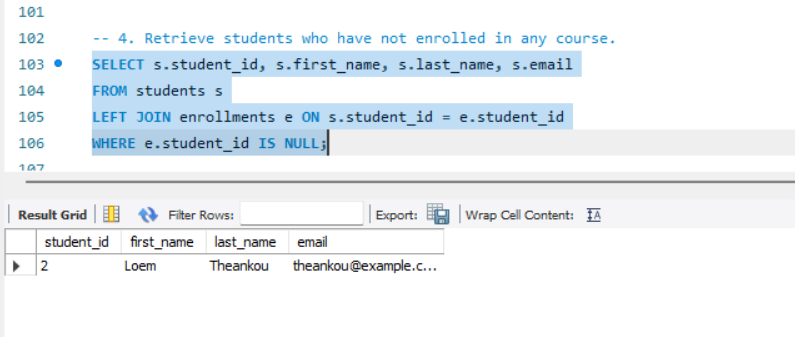 101
102 -- 4. Retrieve students who have not enrolled in any course.
103 SELECT s.student_id, s.first_name, s.last_name, s.email
104 FROM students s
105 LEFT JOIN enrollments e ON s.student_id = e.student_id
106 WHERE e.student_id IS NULL;
107
Result Grid Filter Rows: Export: Wrap Cell Content: IA
student_id first_name last_name email
2 Loem Theankou theankou@example.c...